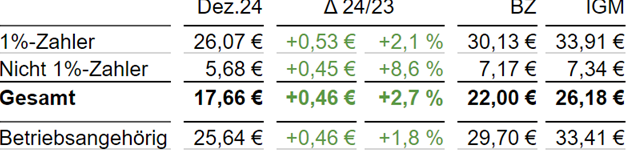 Dez.24 Δ 24/23 BZ IGM
1%-Zahler 26,07 € +0,53 € +2,1 % 30,13 € 33,91 €
Nicht 1%-Zahler 5,68 € +0,45 € +8,6 % 7,17 € 7,34 €
Gesamt 17,66 € +0,46 € +2,7 % 22,00 € 26,18 €
Betriebsangehörig 25,64 € +0,46 € +1,8 % 29,70 € 33,41 €